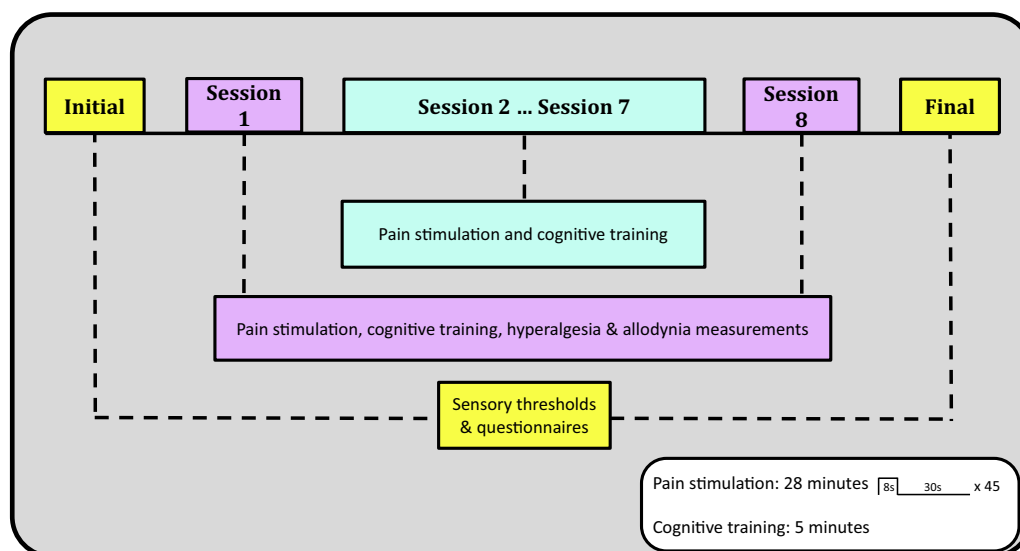 Initial
Session
1
Session 2 ... Session 7
Session
8
Final
Pain stimulation and cognitive training
Pain stimulation, cognitive training, hyperalgesia & allodynia measurements
Sensory thresholds
& questionnaires
Pain stimulation: 28 minutes 8s 30s x 45
Cognitive training: 5 minutes